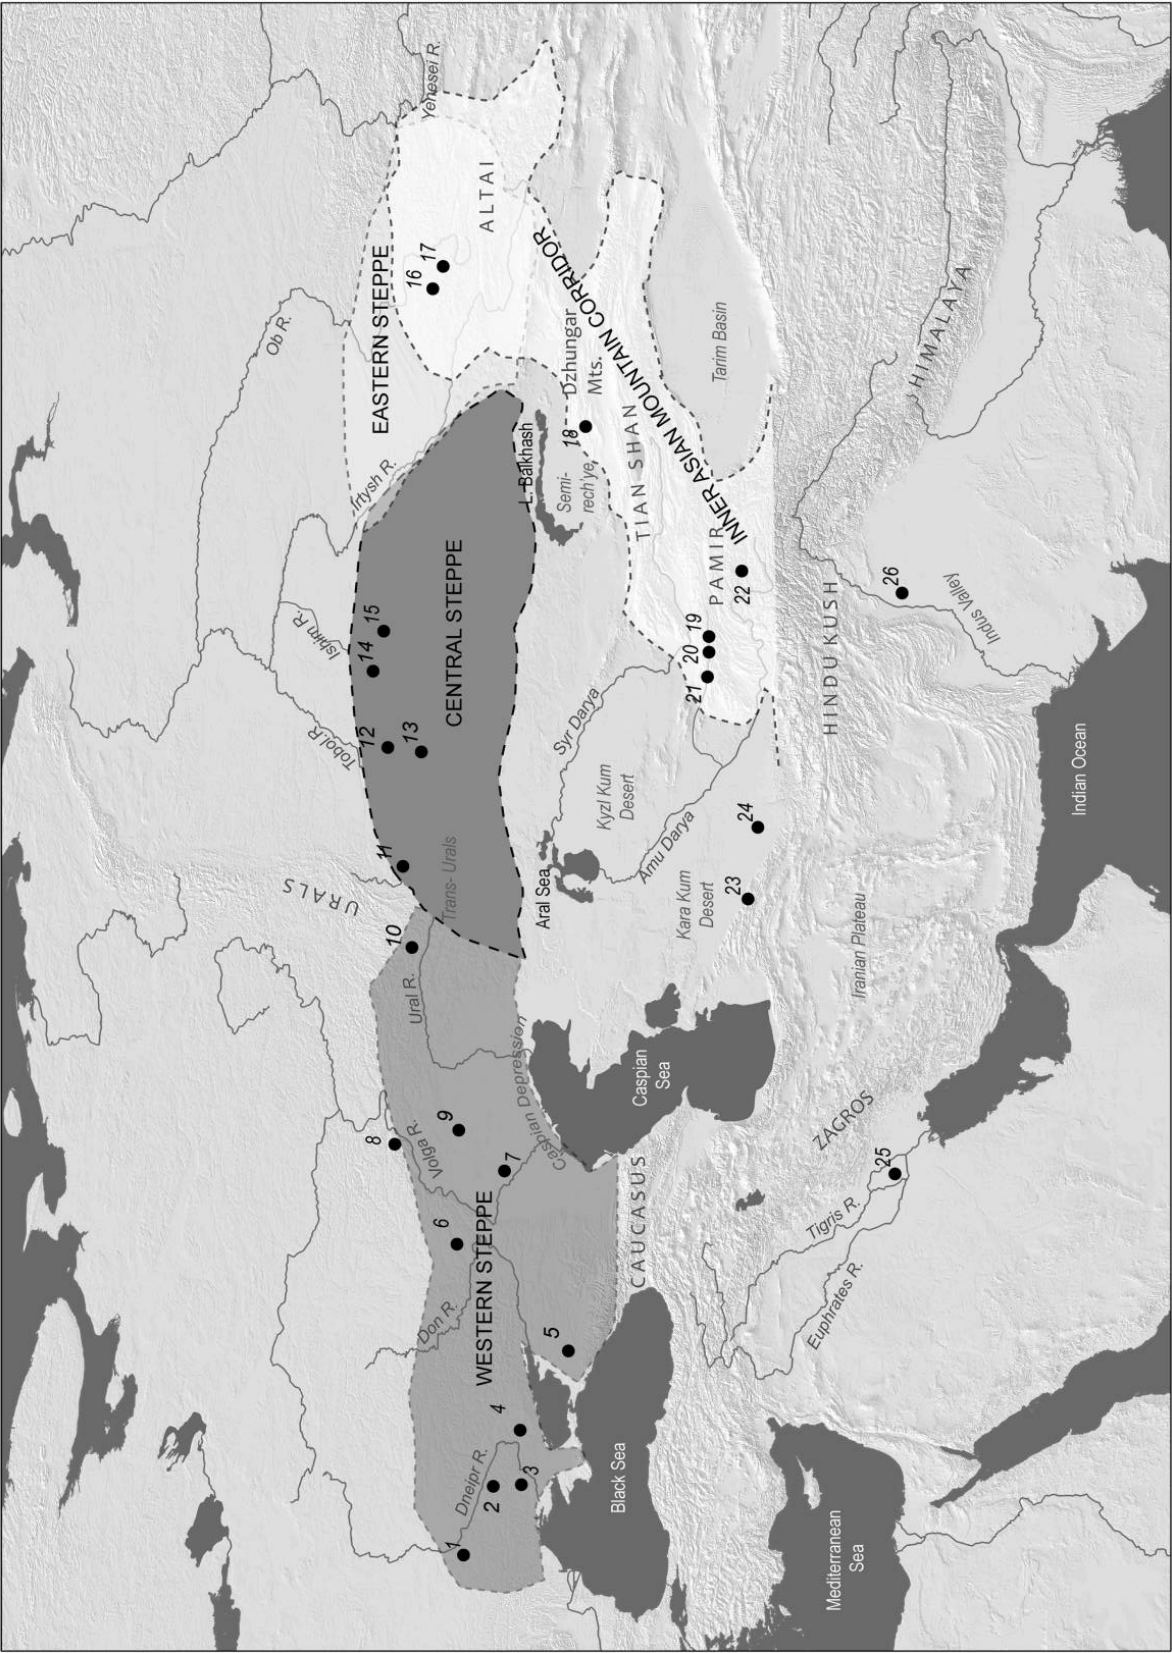 Ob R.
URALS
Tobol R.
Ishim R.
Irtysh R.
EASTERN STEPPE
Yenesei R.
8
10
11
12
14
15
16
17
1
Dneipr R.
Don R.
6
Volga R.
9
Ural R.
Trans- Urals
13
CENTRAL STEPPE
ALTAI
2
3
4
WESTERN STEPPE
7
Caspian Depression
L. Balkhash
5
Aral Sea
Syr Darya
Semi-
rech'ye
18
Dzhungar
Mts.
INNER ASIAN MOUNTAIN CORRIDOR
Black Sea
CAUCASUS
Caspian
Sea
Kyzl Kum
Desert
Amu Darya
TIAN SHAN
Kara Kum
Desert
21
20
19
PAMIR
22
Tarim Basin
23
24
Mediterranean
Sea
Euphrates R.
Tigris R.
ZAGROS
25
Iranian Plateau
HINDU KUSH
26
Indus Valley
HIMALAYA
Indian Ocean